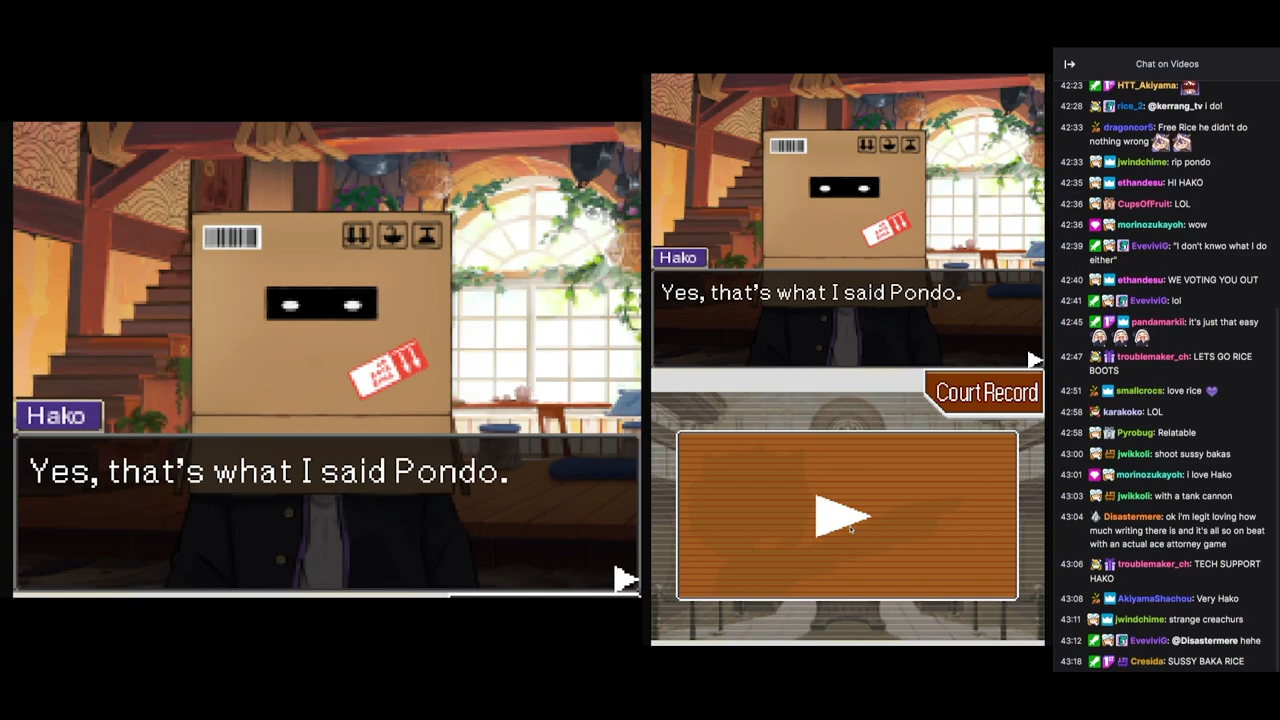 Hako
Yes, that's what I said Pondo.
Hako
Yes, that's what I said Pondo.
Court Record
Chat on Videos
42:23 HTT_Akiyama:
42:28 rice_2: @kerrang_tv i do!
42:33 dragoncor5: Free Rice he didn't do
nothing wrong
42:33 jwindchime: rip pondo
42:35 ethandesu: HI HAKO
42:36 CupsOfFruit: LOL
42:36 morinozukayoh: wow
42:39 EveviviG: "I don't knwo what I do
either"
42:40 ethandesu: WE VOTING YOU OUT
42:41 EveviviG: lol
42:45 pandamarkii: it's just that easy
42:47 troublemaker_ch: LETS GO RICE
BOOTS
42:51 smallcrocs: love rice
42:58 karakoko: LOL
42:58 Pyrobug: Relatable
43:00 jwikkoli: shoot sussy bakas
43:01 morinozukayoh: i love Hako
43:03 jwikkoli: with a tank cannon
43:04 Disastermere: ok i'm legit loving how
much writing there is and it's all so on beat
with an actual ace attorney game
43:06 troublemaker_ch: TECH SUPPORT
HAKO
43:08 AkiyamaShachou: Very Hako
43:11 jwindchime: strange creachurs
43:12 EveviviG: @Disastermere hehe
43:18 Cresida: SUSSY BAKA RICE